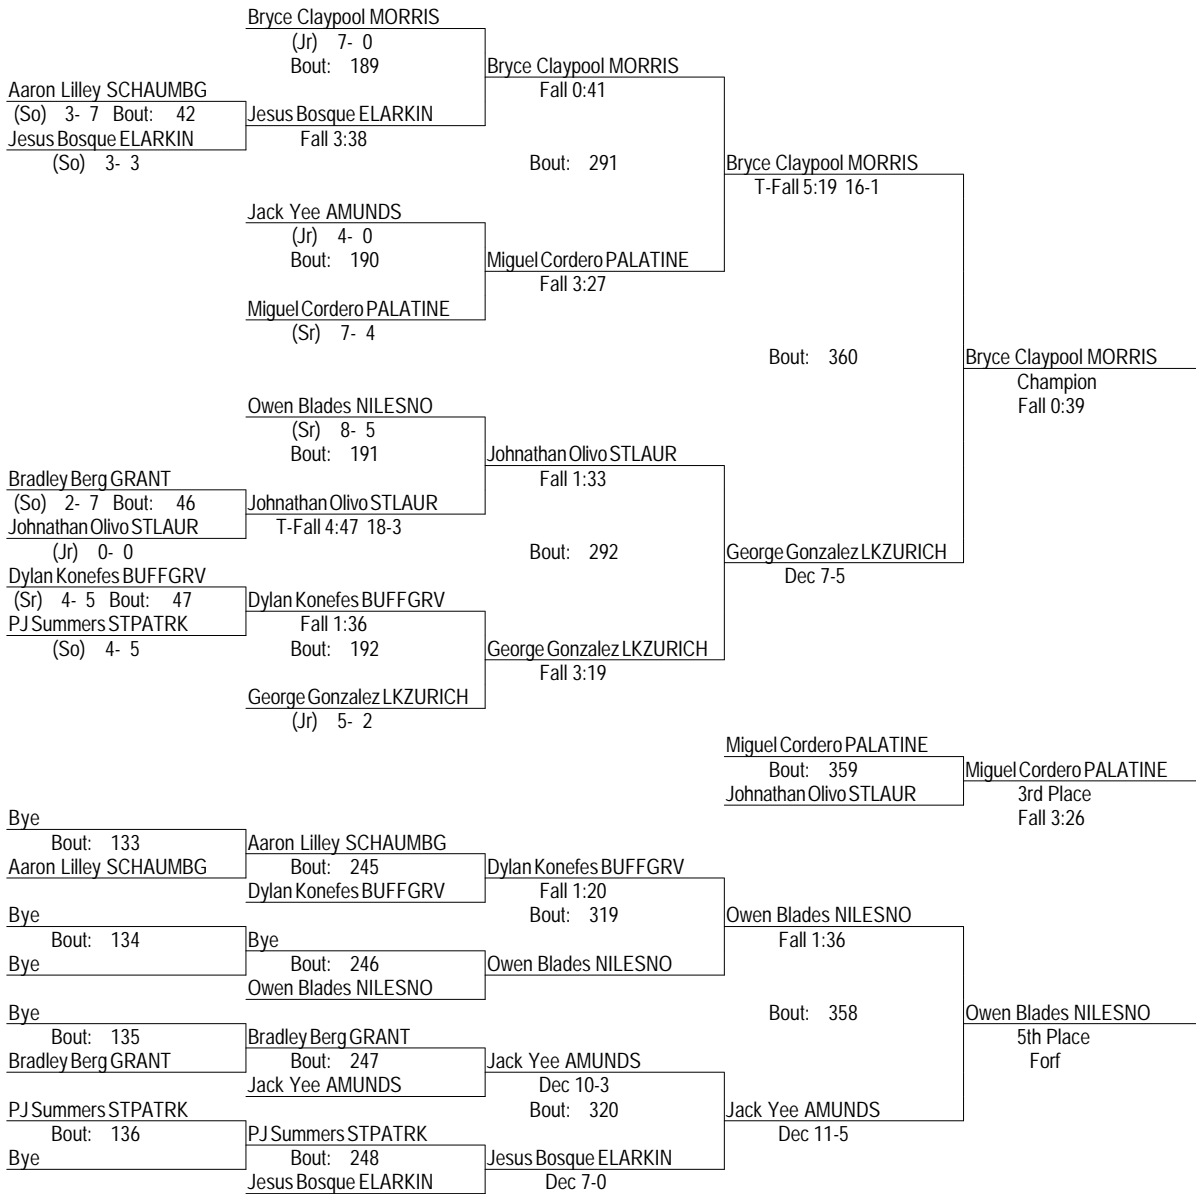 Bryce Claypool MORRIS
(Jr) 7- 0
Bout: 189
Bryce Claypool MORRIS
Fall 0:41
Aaron Lilley SCHAUMBG
(So) 3- 7 Bout: 42
Jesus Bosque ELARKIN
Fall 3:38
Jesus Bosque ELARKIN
(So) 3- 3
Bout: 291
Bryce Claypool MORRIS
T-Fall 5:19 16-1
Jack Yee AMUNDS
(Jr) 4- 0
Bout: 190
Miguel Cordero PALATINE
Fall 3:27
Miguel Cordero PALATINE
(Sr) 7- 4
Bout: 360
Bryce Claypool MORRIS
Champion
Fall 0:39
Owen Blades NILESNO
(Sr) 8- 5
Bout: 191
Johnathan Olivo STLAUR
Fall 1:33
Bradley Berg GRANT
(So) 2- 7 Bout: 46
Johnathan Olivo STLAUR
T-Fall 4:47 18-3
Johnathan Olivo STLAUR
(Jr) 0- 0
Bout: 292
George Gonzalez LKZURICH
Dec 7-5
Dylan Konefes BUFFGRV
(Sr) 4- 5 Bout: 47
Dylan Konefes BUFFGRV
Fall 1:36
PJ Summers STPATRK
(So) 4- 5
Bout: 192
George Gonzalez LKZURICH
Fall 3:19
George Gonzalez LKZURICH
(Jr) 5- 2
Miguel Cordero PALATINE
Bout: 359
Miguel Cordero PALATINE
Johnathan Olivo STLAUR
3rd Place
Fall 3:26
Bye
Bout: 133
Aaron Lilley SCHAUMBG
Aaron Lilley SCHAUMBG
Bout: 245
Dylan Konefes BUFFGRV
Dylan Konefes BUFFGRV
Fall 1:20
Bye
Bout: 319
Owen Blades NILESNO
Fall 1:36
Bout: 134
Bye
Bye
Bout: 246
Owen Blades NILESNO
Owen Blades NILESNO
Bye
Bout: 135
Bradley Berg GRANT
Bradley Berg GRANT
Bout: 247
Jack Yee AMUNDS
Jack Yee AMUNDS
Dec 10-3
Bout: 358
Owen Blades NILESNO
5th Place
Forf
PJ Summers STPATRK
Bout: 320
Jack Yee AMUNDS
Dec 11-5
Bout: 136
Bye
PJ Summers STPATRK
Bout: 248
Jesus Bosque ELARKIN
Jesus Bosque ELARKIN
Dec 7-0